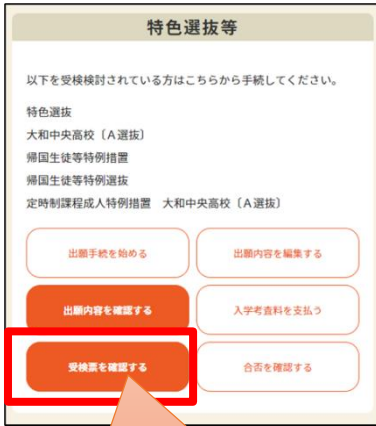 特色選抜等
以下を受検検討されている方はこちらから手続してください。
特色選抜
大和中央高校〔A選抜〕
帰国生徒等特例措置
帰国生徒等特例選抜
定時制課程成人特例措置　大和中央高校〔A選抜〕
出願手続を始める
出願内容を編集する
出願内容を確認する
入学考査料を支払う
受検票を確認する
合否を確認する